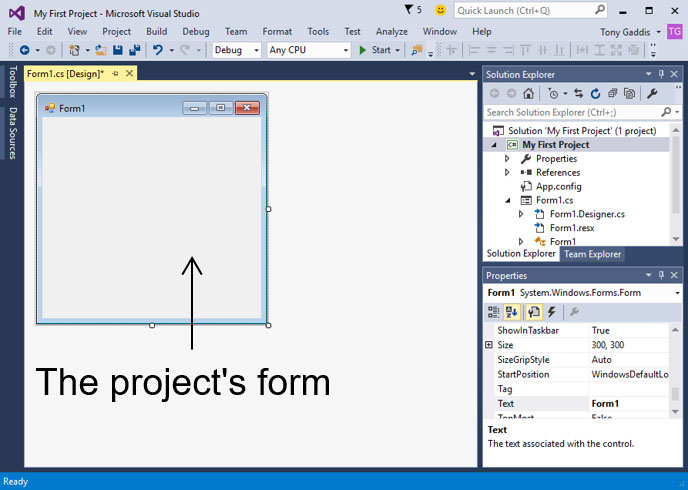 My First Project - Microsoft Visual Studio
5
Quick Launch (Ctrl+Q)
File Edit View Project Build Debug Team Format Tools Test Analyze Window Help
Tony Gaddis
TG
Debug Any CPU Start
Toolbox
Data Sources
Form1.cs [Design]*
Form1
The project's form
Solution Explorer
Search Solution Explorer (Ctrl+;)
Solution 'My First Project' (1 project)
C# My First Project
Properties
References
App.config
Form1.cs
Form1.Designer.cs
Form1.resx
Form1
Solution Explorer Team Explorer
Properties
Form1 System.Windows.Forms.Form
ShowInTaskbar True
Size 300, 300
SizeGripStyle Auto
StartPosition WindowsDefaultLo
Tag
Text Form1
TopMost False
Text
The text associated with the control.
Ready